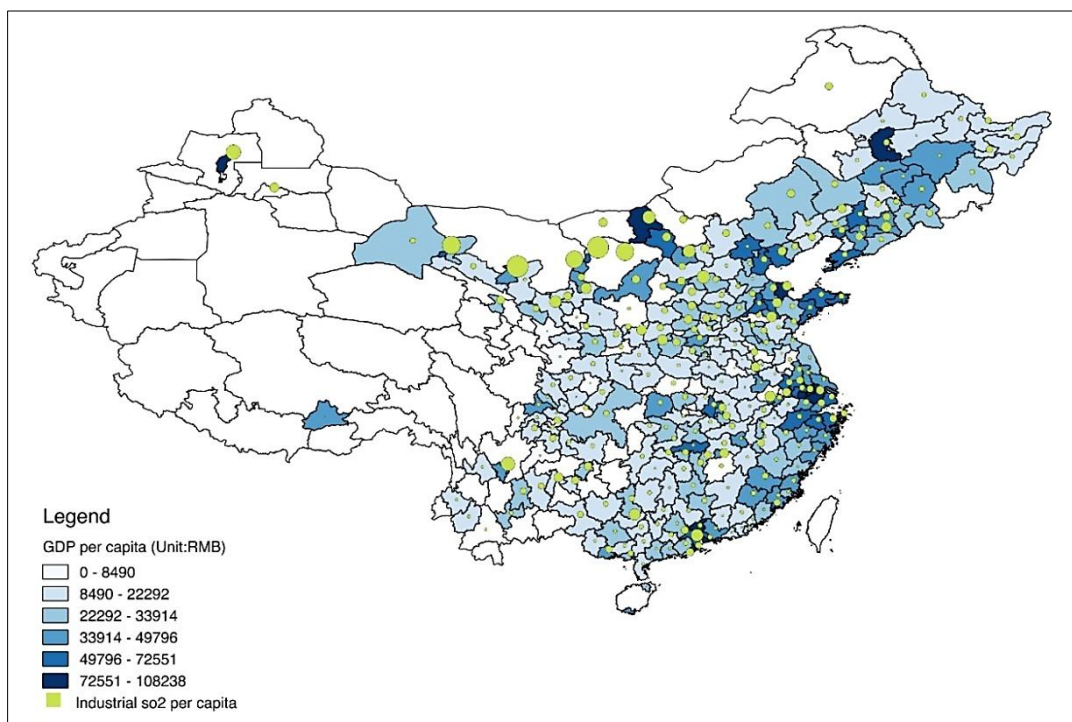 Legend
GDP per capita (Unit:RMB)
0 - 8490
8490 - 22292
22292 - 33914
33914 - 49796
49796 - 72551
72551 - 108238
Industrial so2 per capita